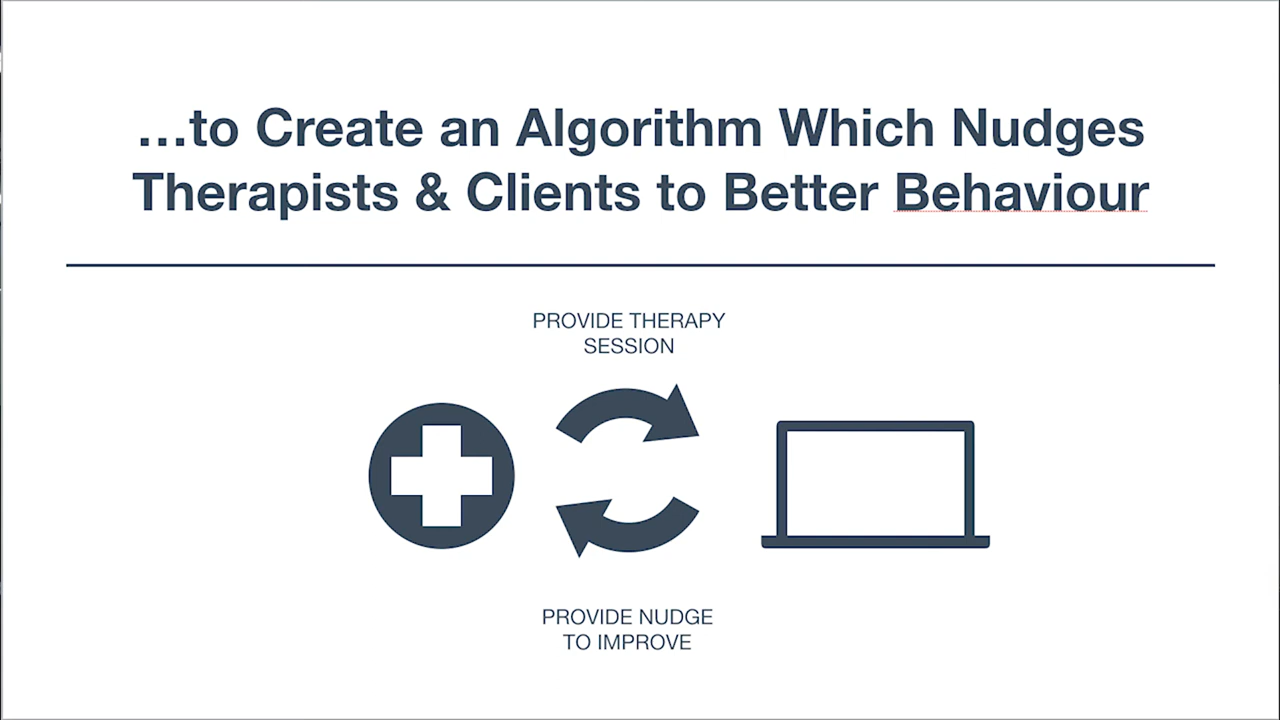 …to Create an Algorithm Which Nudges
Therapists & Clients to Better Behaviour
PROVIDE THERAPY
SESSION
PROVIDE NUDGE
TO IMPROVE